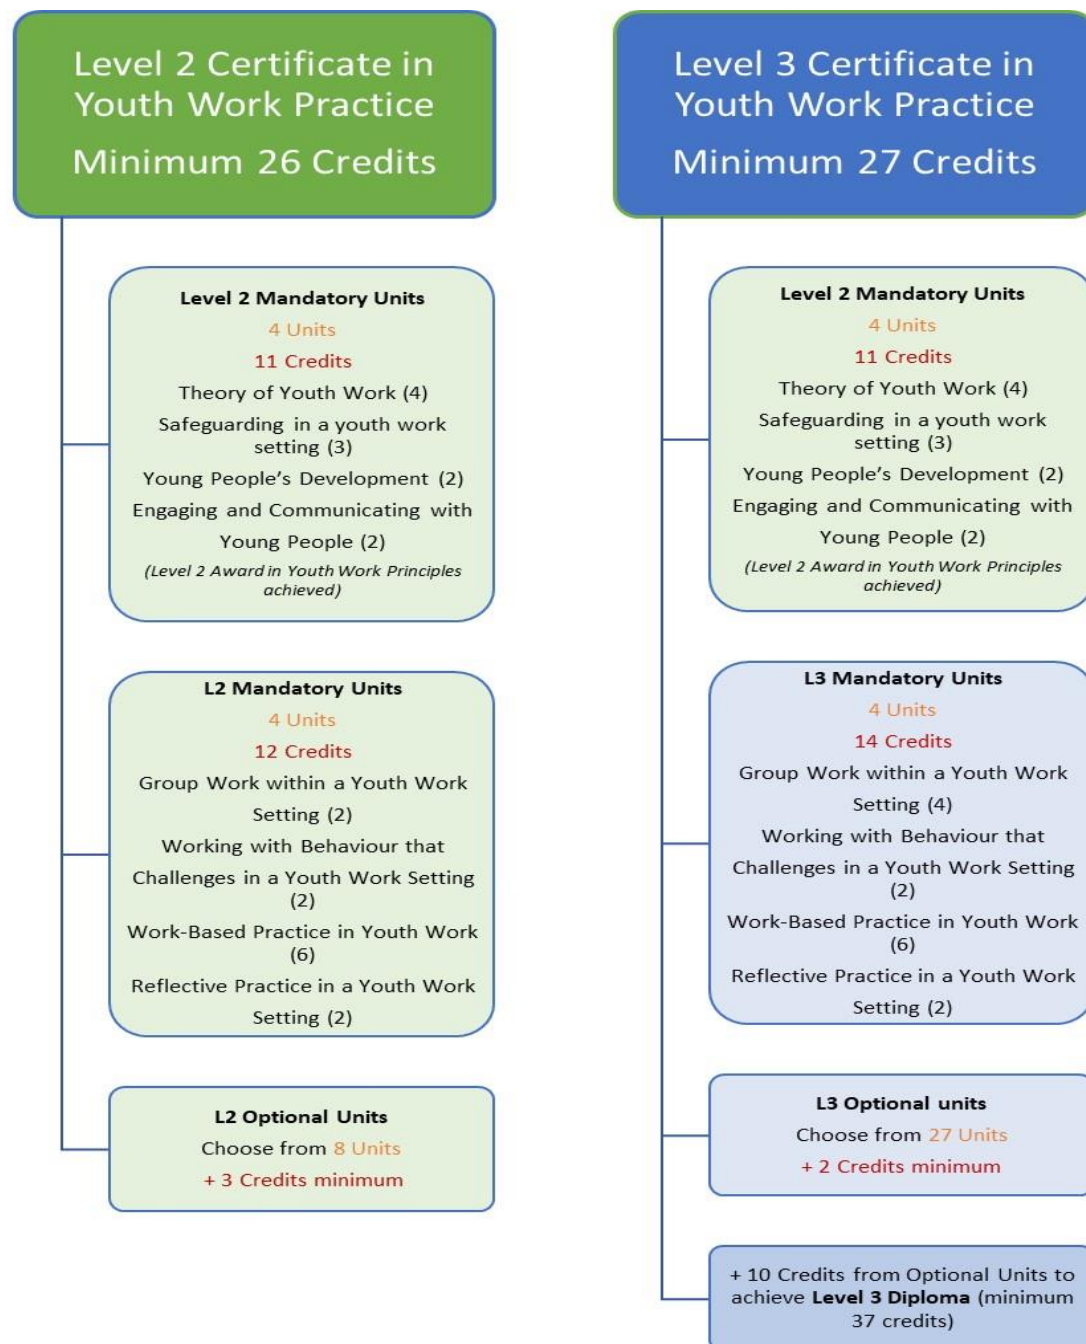 Level 2 Certificate in
Youth Work Practice
Minimum 26 Credits
Level 2 Mandatory Units
4 Units
11 Credits
Theory of Youth Work (4)
Safeguarding in a youth work
setting (3)
Young People’s Development (2)
Engaging and Communicating with
Young People (2)
(Level 2 Award in Youth Work Principles
achieved)
L2 Mandatory Units
4 Units
12 Credits
Group Work within a Youth Work
Setting (2)
Working with Behaviour that
Challenges in a Youth Work Setting
(2)
Work-Based Practice in Youth Work
(6)
Reflective Practice in a Youth Work
Setting (2)
L2 Optional Units
Choose from 8 Units
+ 3 Credits minimum
Level 3 Certificate in
Youth Work Practice
Minimum 27 Credits
Level 2 Mandatory Units
4 Units
11 Credits
Theory of Youth Work (4)
Safeguarding in a youth work
setting (3)
Young People’s Development (2)
Engaging and Communicating with
Young People (2)
(Level 2 Award in Youth Work Principles
achieved)
L3 Mandatory Units
4 Units
14 Credits
Group Work within a Youth Work
Setting (4)
Working with Behaviour that
Challenges in a Youth Work Setting
(2)
Work-Based Practice in Youth Work
(6)
Reflective Practice in a Youth Work
Setting (2)
L3 Optional units
Choose from 27 Units
+ 2 Credits minimum
+ 10 Credits from Optional Units to
achieve Level 3 Diploma (minimum
37 credits)